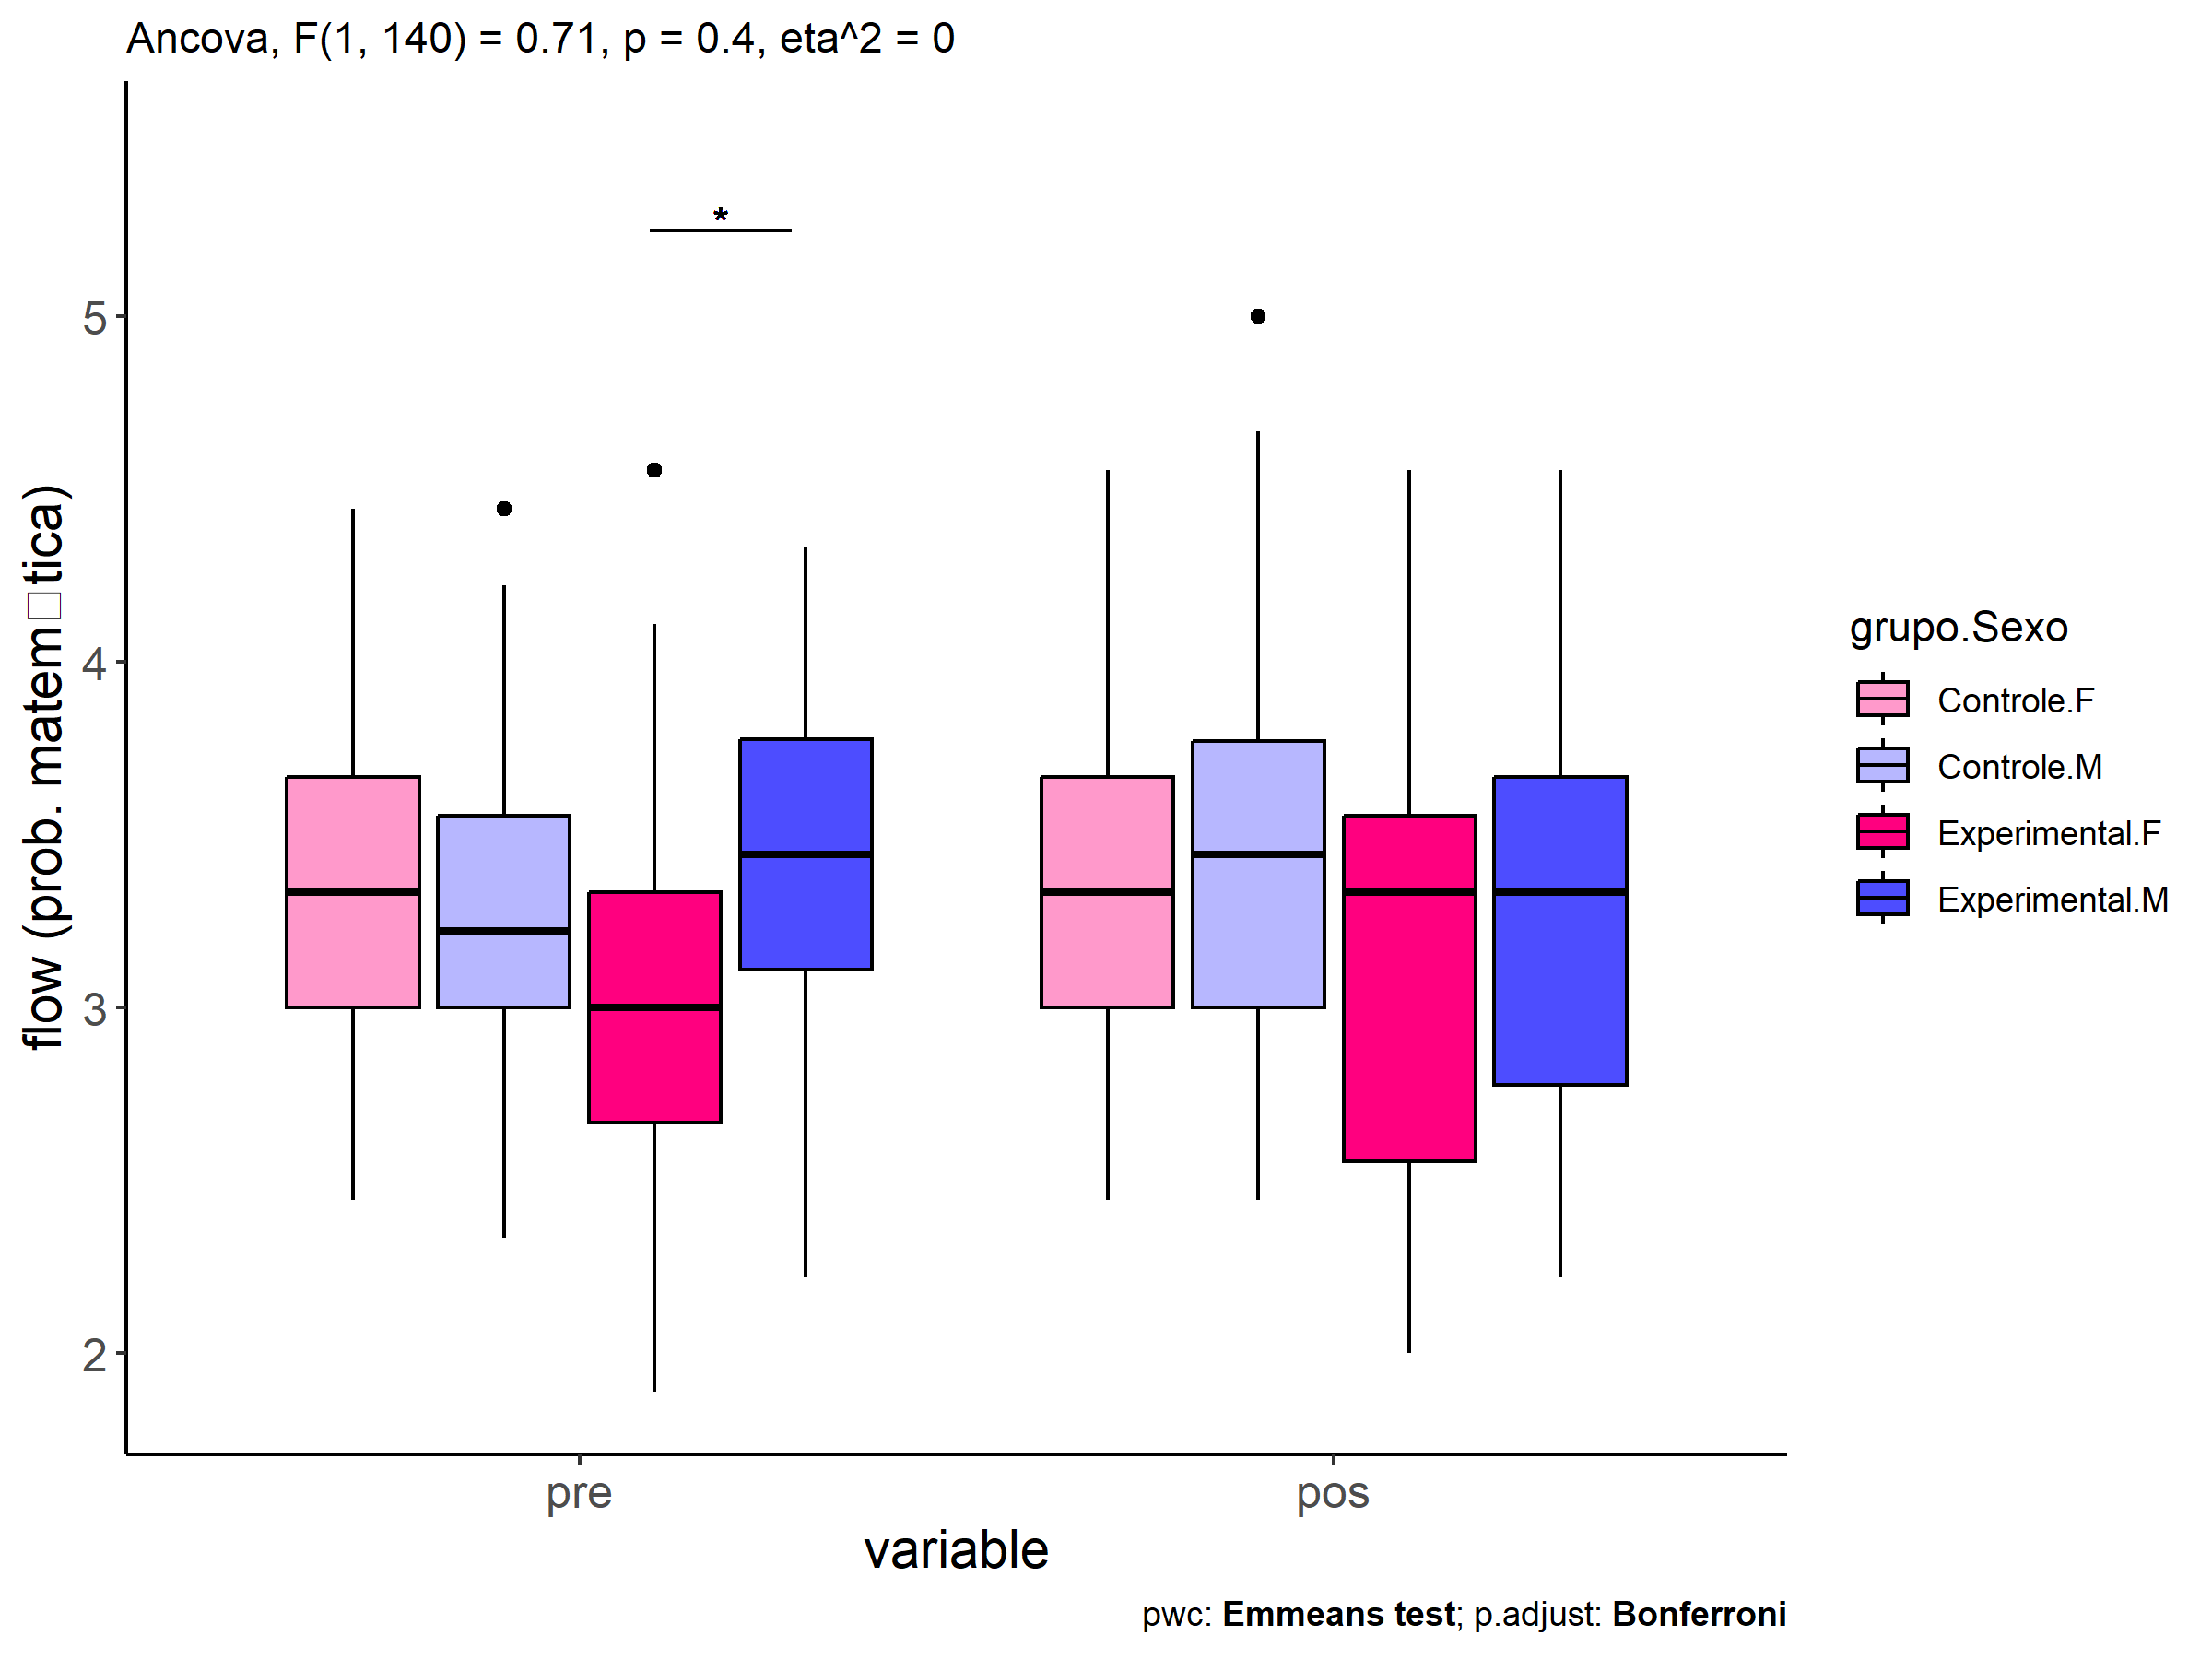 Ancova, F(1, 140) = 0.71, p = 0.4, eta^2 = 0
flow (prob. matem□tica)
5
4
3
2
*
pre
pos
variable
grupo.Sexo
Controle.F
Controle.M
Experimental.F
Experimental.M
pwc: Emmeans test; p.adjust: Bonferroni